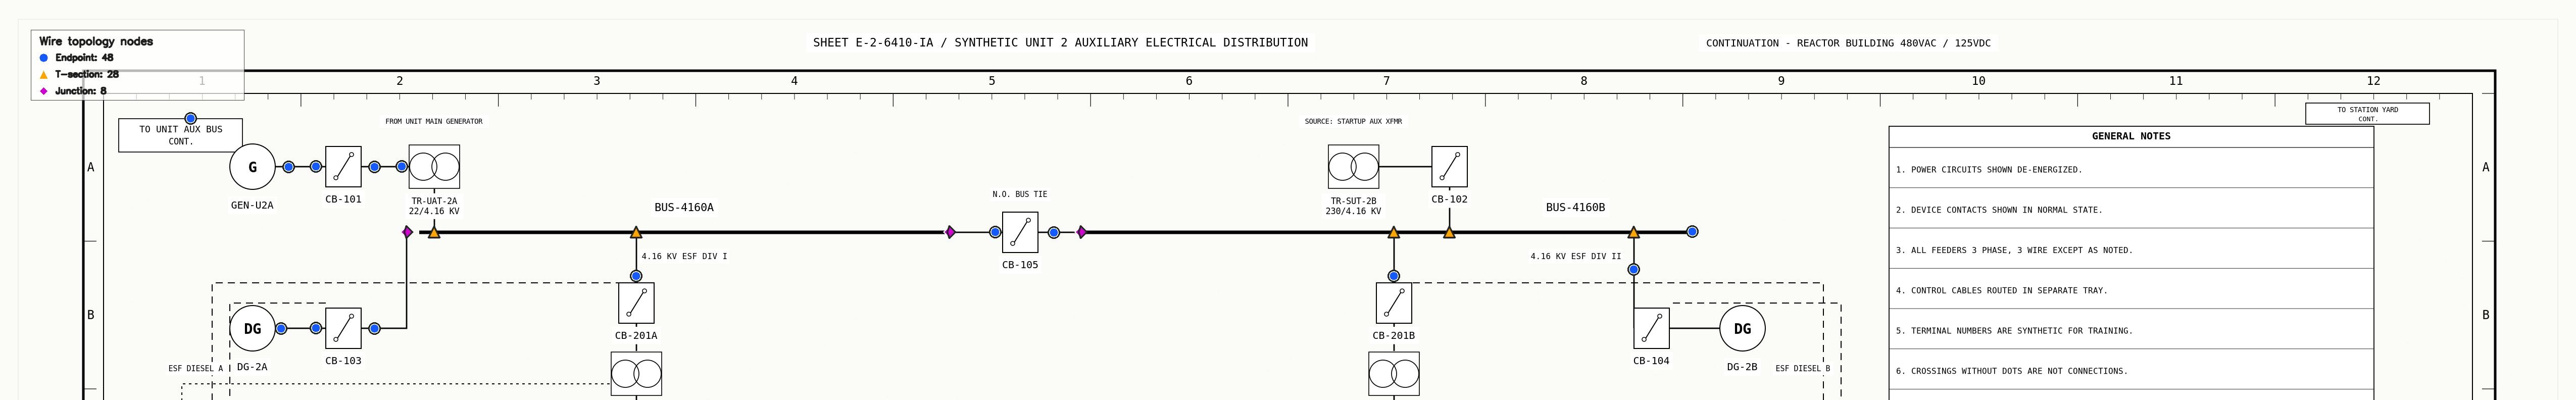 SHEET E-2-6410-IA / SYNTHETIC UNIT 2 AUXILIARY ELECTRICAL DISTRIBUTION
CONTINUATION - REACTOR BUILDING 480VAC / 125VDC
Wire topology nodes
Endpoint: 48
T-section: 28
Junction: 8
1 2 3 4 5 6 7 8 9 10 11 12
TO UNIT AUX BUS
CONT.
FROM UNIT MAIN GENERATOR
SOURCE: STARTUP AUX XFMR
TO STATION YARD
CONT.
A
A
G
GEN-U2A
CB-101
TR-UAT-2A
22/4.16 KV
BUS-4160A
N.O. BUS TIE
CB-105
TR-SUT-2B
230/4.16 KV
CB-102
BUS-4160B
4.16 KV ESF DIV I
4.16 KV ESF DIV II
B
B
DG
DG-2A
CB-103
ESF DIESEL A
CB-201A
CB-201B
CB-104
DG
DG-2B
ESF DIESEL B
GENERAL NOTES
1. POWER CIRCUITS SHOWN DE-ENERGIZED.
2. DEVICE CONTACTS SHOWN IN NORMAL STATE.
3. ALL FEEDERS 3 PHASE, 3 WIRE EXCEPT AS NOTED.
4. CONTROL CABLES ROUTED IN SEPARATE TRAY.
5. TERMINAL NUMBERS ARE SYNTHETIC FOR TRAINING.
6. CROSSINGS WITHOUT DOTS ARE NOT CONNECTIONS.